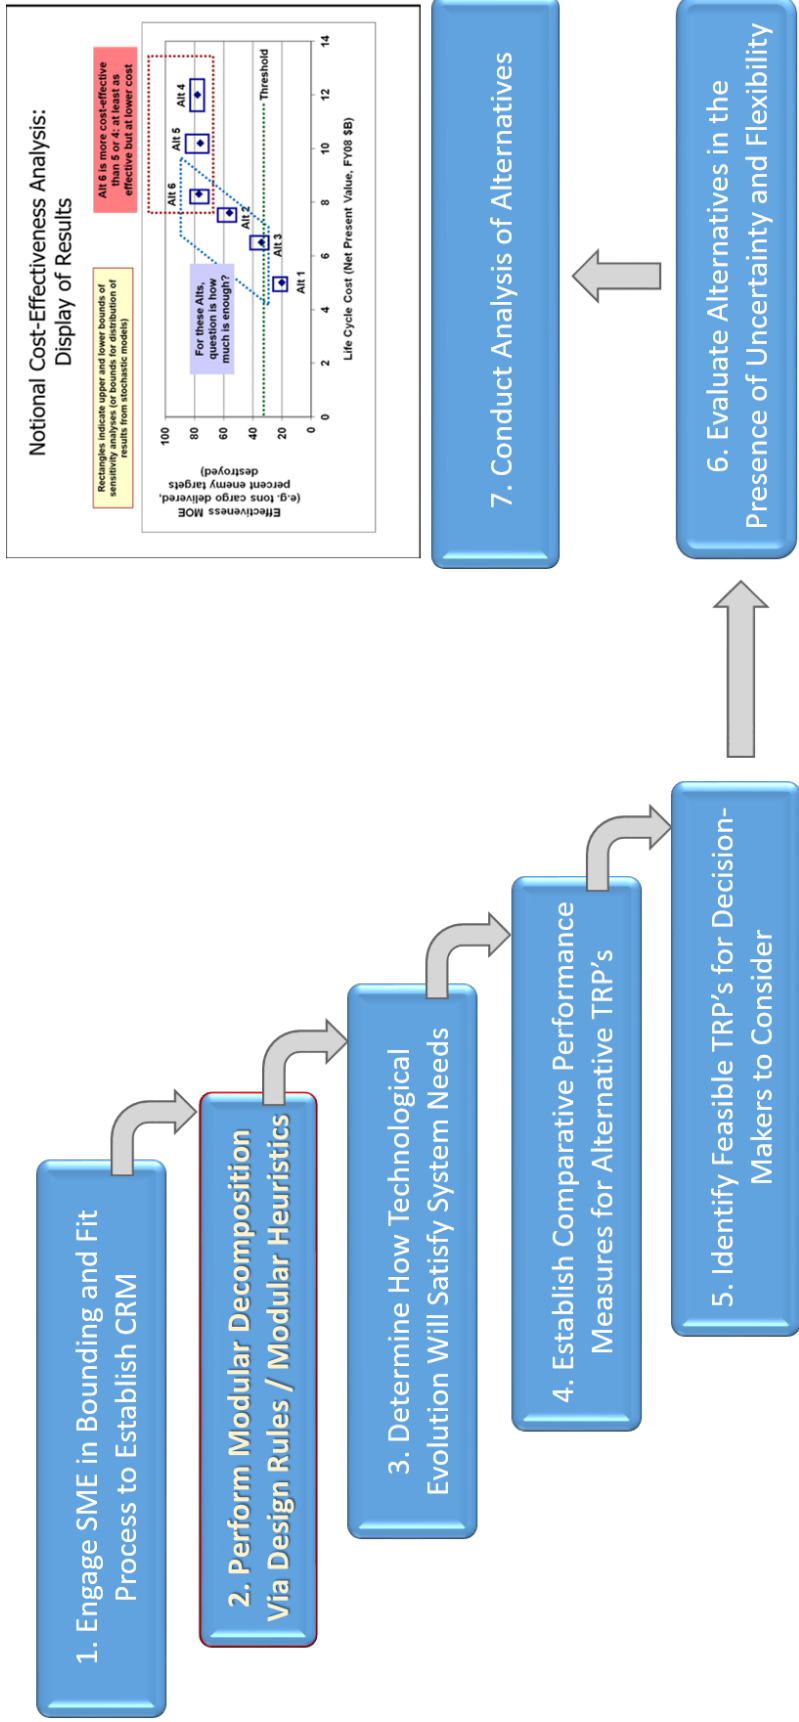 1. Engage SME in Bounding and Fit
Process to Establish CRM
2. Perform Modular Decomposition
Via Design Rules / Modular Heuristics
3. Determine How Technological
Evolution Will Satisfy System Needs
4. Establish Comparative Performance
Measures for Alternative TRP's
5. Identify Feasible TRP's for Decision-
Makers to Consider
6. Evaluate Alternatives in the
Presence of Uncertainty and Flexibility
7. Conduct Analysis of Alternatives
Notional Cost-Effectiveness Analysis:
Display of Results
Rectangles indicate upper and lower bounds of
sensitivity analyses (or bounds for distribution of
results from stochastic models)
Alt 6 is more cost-effective
than 5 or 4: at least as
effective but at lower cost
Effectiveness MOE
(e.g. tons cargo delivered,
percent enemy targets
destroyed)
100
80
60
40
20
0
For these Alts,
question is how
much is enough?
Alt 6
Alt 5
Alt 4
Alt 2
Alt 3
Alt 1
Threshold
0
2
4
6
8
10
12
14
Life Cycle Cost (Net Present Value, FY08 $B)